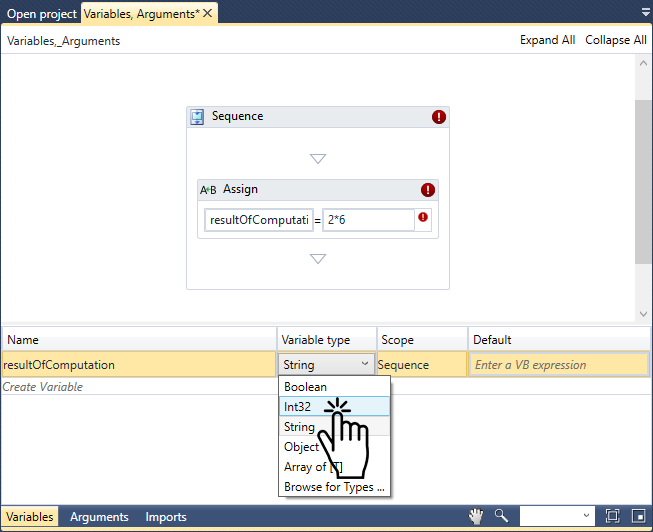 Open project Variables, Arguments*
Variables,_Arguments Expand All Collapse All
Sequence
A+B Assign
resultOfComputati = 2*6
Name Variable type Scope Default
resultOfComputation String Sequence Enter a VB expression
Create Variable
Boolean
Int32
String
Object
Array of [T]
Browse for Types ...
Variables Arguments Imports